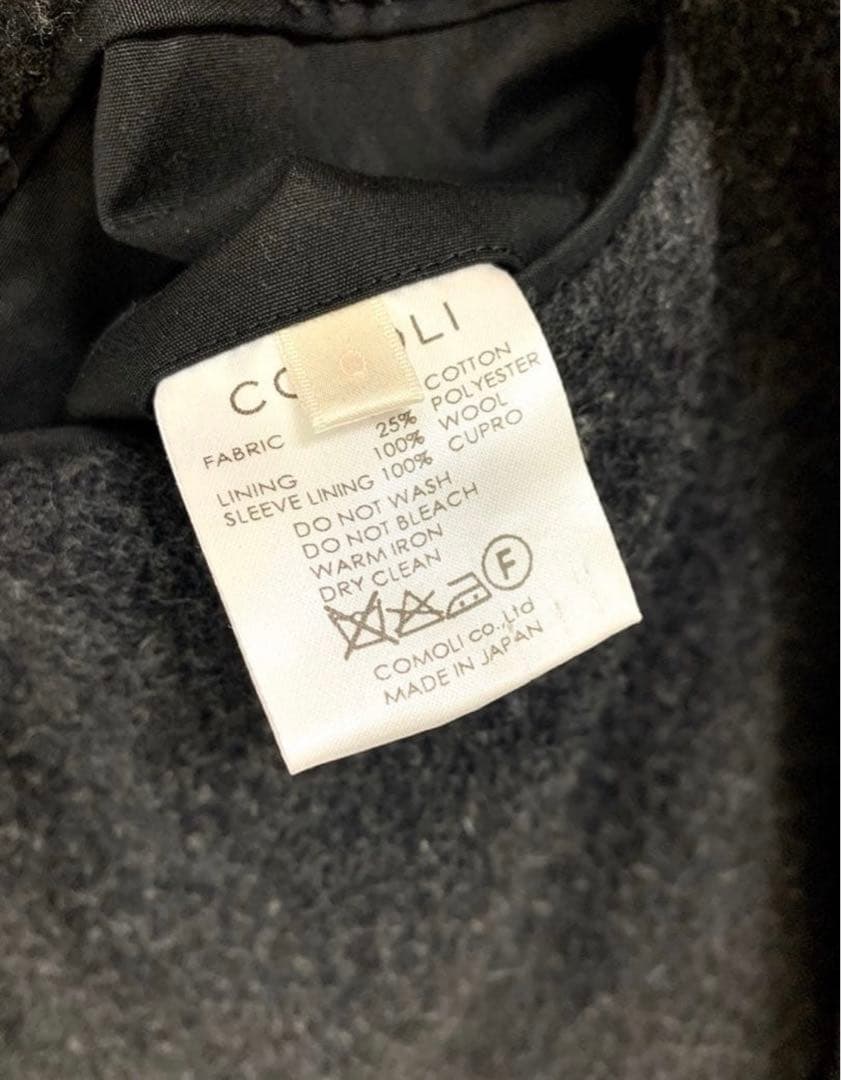 CO OLI
FABRIC COTTON
25% POLYESTER
LINING 100% WOOL
SLEEVE LINING 100% CUPRO
DO NOT WASH
DO NOT BLEACH
WARM IRON
DRY CLEAN
F
COMOLI co.,Ltd
MADE IN JAPAN